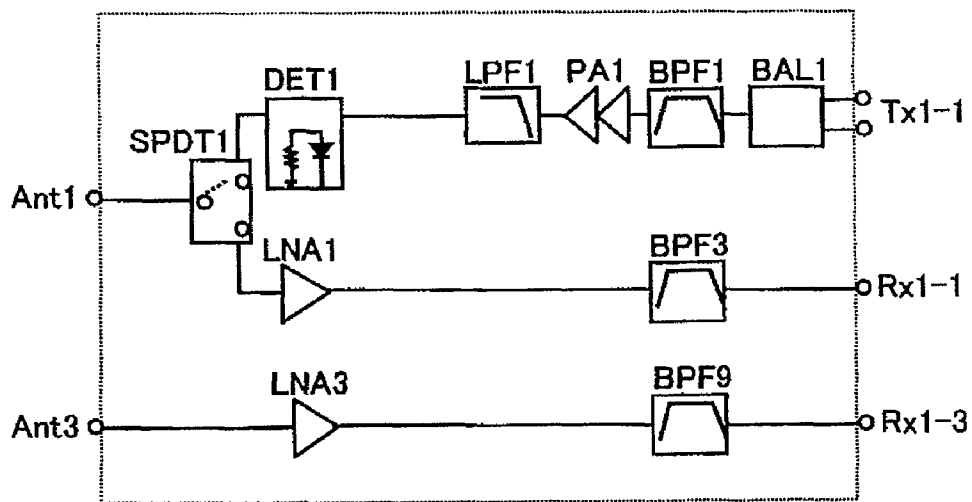 DET1
LPF1
PA1
BPF1
BAL1
Tx1-1
SPDT1
Ant1
LNA1
BPF3
Rx1-1
LNA3
BPF9
Ant3
Rx1-3